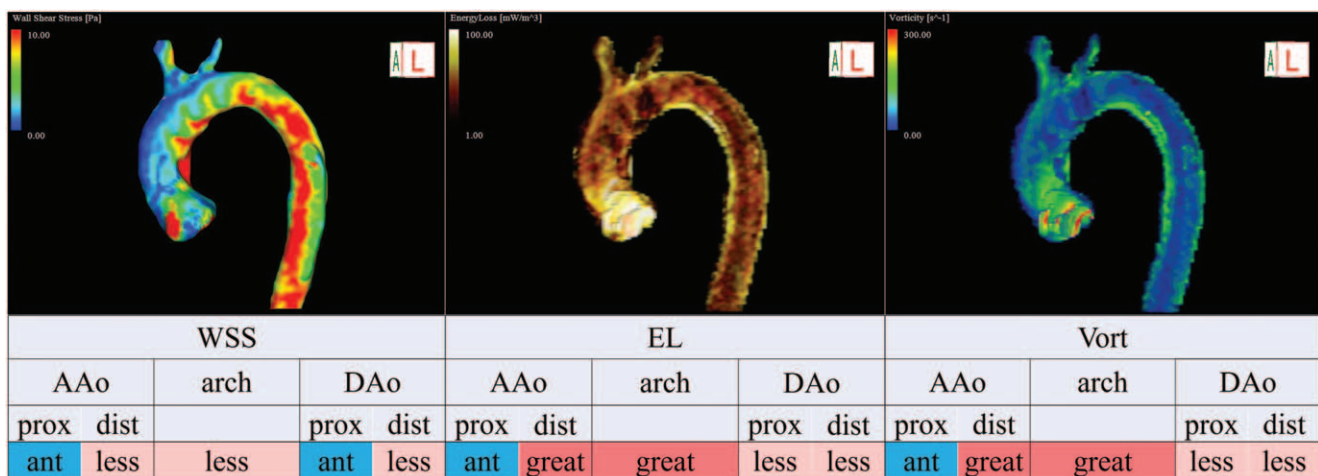 Wall Shear Stress [Pa]
10.00
0.00
A L
EnergyLoss [mW/m^3]
100.00
1.00
A L
Vorticity [s^-1]
300.00
0.00
A L
WSS EL Vort
AAo arch DAo AAo arch DAo AAo arch DAo
prox dist prox dist prox dist prox dist prox dist prox dist
ant less less ant less ant great great less less ant great great less less